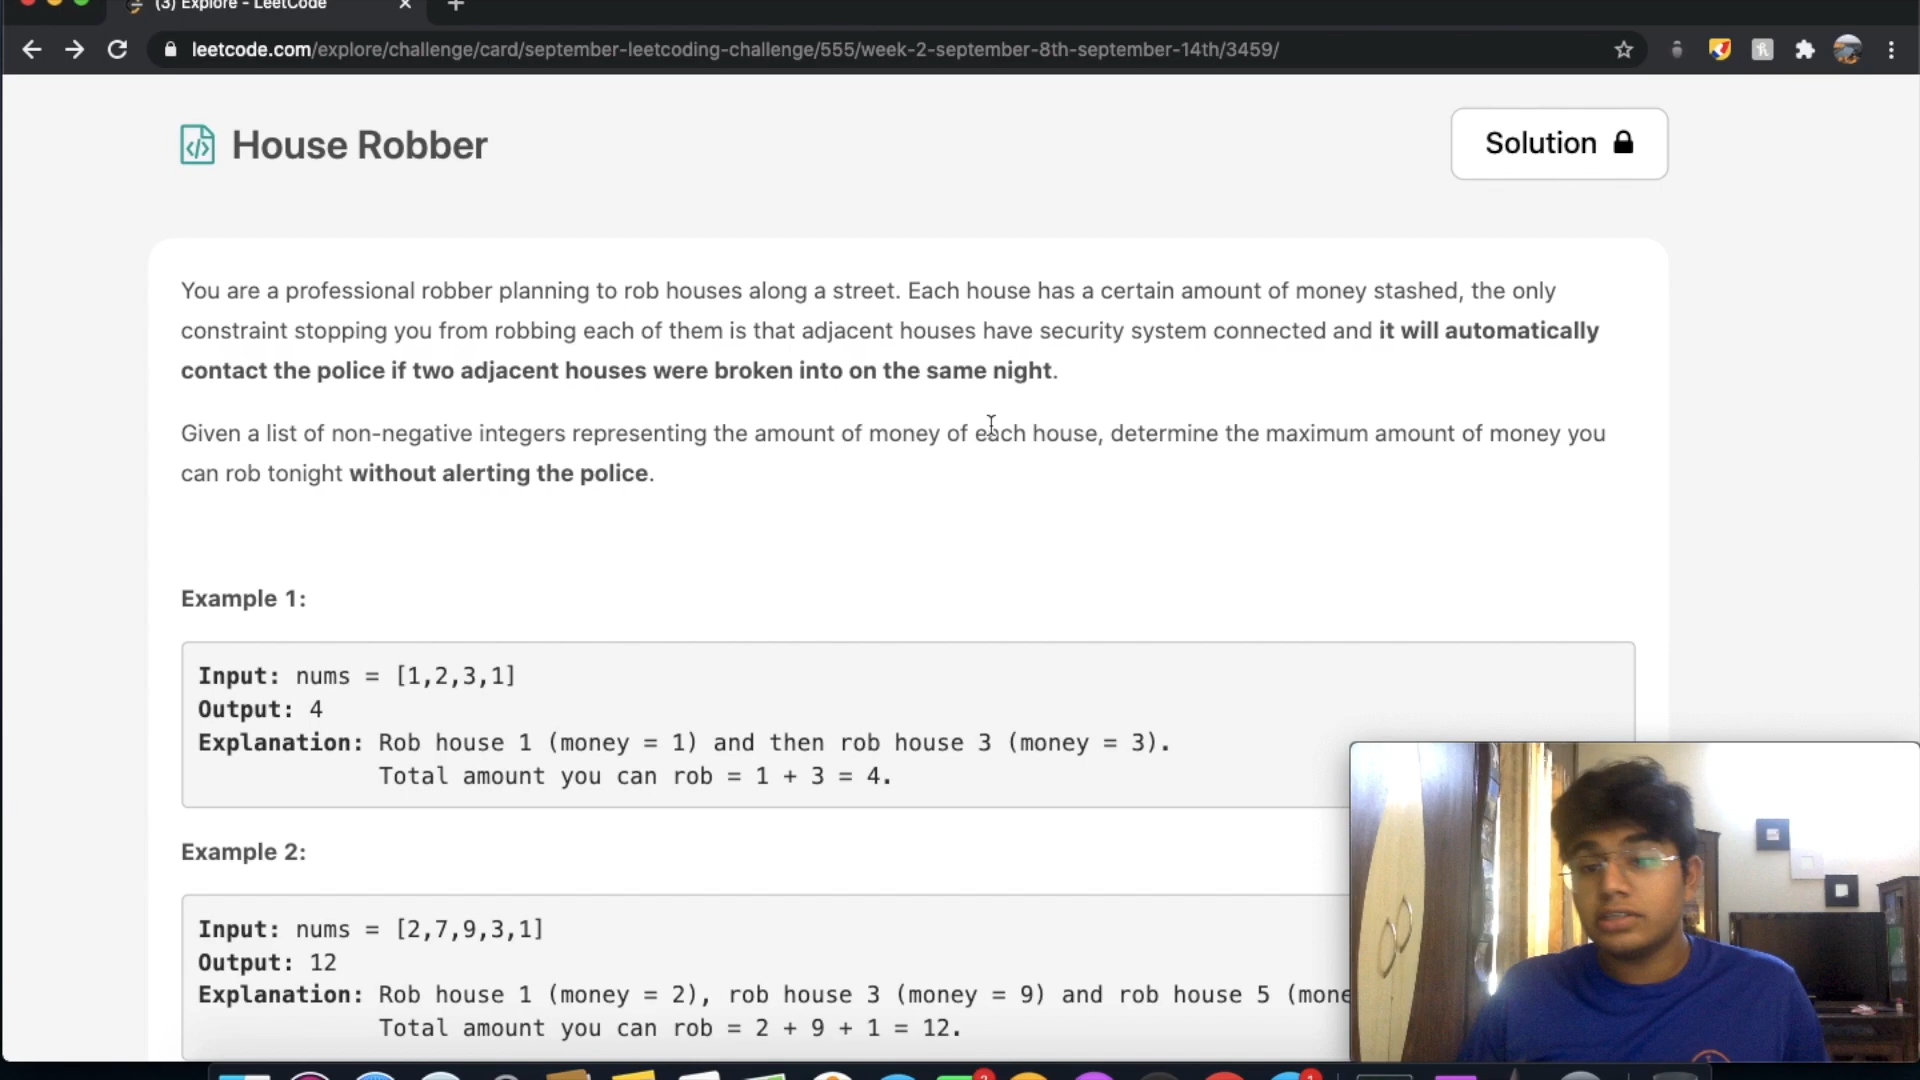 (3) Explore - LeetCode
leetcode.com/explore/challenge/card/september-leetcoding-challenge/555/week-2-september-8th-september-14th/3459/
House Robber
Solution
You are a professional robber planning to rob houses along a street. Each house has a certain amount of money stashed, the only
constraint stopping you from robbing each of them is that adjacent houses have security system connected and it will automatically
contact the police if two adjacent houses were broken into on the same night.
Given a list of non-negative integers representing the amount of money of each house, determine the maximum amount of money you
can rob tonight without alerting the police.
Example 1:
Input: nums = [1,2,3,1]
Output: 4
Explanation: Rob house 1 (money = 1) and then rob house 3 (money = 3).
Total amount you can rob = 1 + 3 = 4.
Example 2:
Input: nums = [2,7,9,3,1]
Output: 12
Explanation: Rob house 1 (money = 2), rob house 3 (money = 9) and rob house 5 (mone
Total amount you can rob = 2 + 9 + 1 = 12.